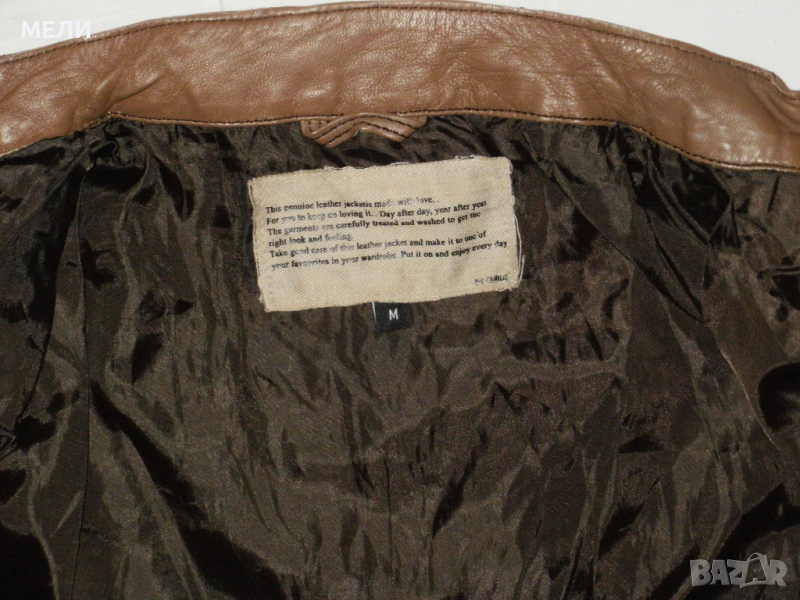 МЕЛИ
This genuine leather jacketis made with love.
For you to keep on loving it... Day after day, year after year
The garments are carefully treated and washed to get the
right look and feeling.
Take good care of this leather jacket and make it to one of
your favourites in your wardrobe. Put it on and enjoy every day
M
BAZAR